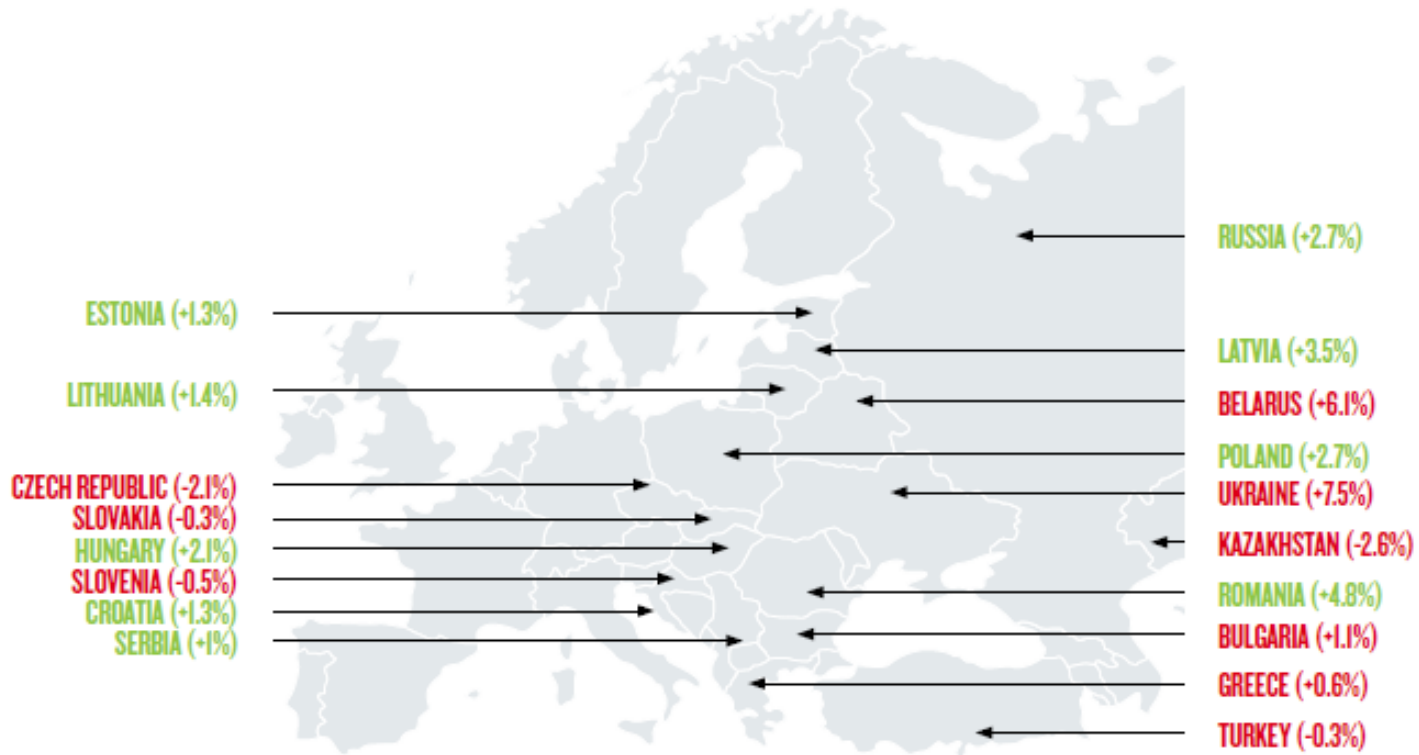 ESTONIA (+1.3%)
LITHUANIA (+1.4%)
CZECH REPUBLIC (-2.1%)
SLOVAKIA (-0.3%)
HUNGARY (+2.1%)
SLOVENIA (-0.5%)
CROATIA (+1.3%)
SERBIA (+1%)
RUSSIA (+2.7%)
LATVIA (+3.5%)
BELARUS (+6.1%)
POLAND (+2.7%)
UKRAINE (+7.5%)
KAZAKHSTAN (-2.6%)
ROMANIA (+4.8%)
BULGARIA (+1.1%)
GREECE (+0.6%)
TURKEY (-0.3%)